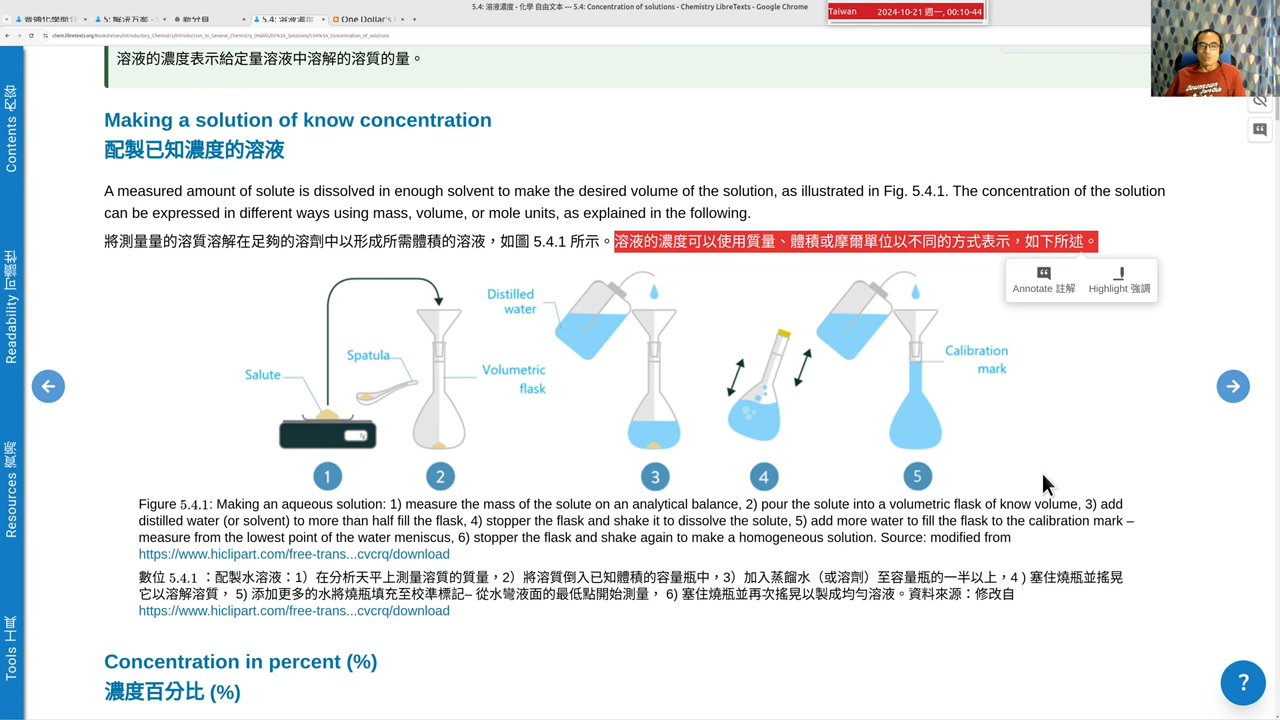 5.4: 溶液濃度 - 化學 自由文本 --- 5.4: Concentration of solutions - Chemistry LibreTexts - Google Chrome
Taiwan 2024-10-21 週一, 00:10-44
5.4: 溶液濃度
One Dollar's
chem.libretexts.org/Bookshelves/Introductory_Chemistry/Introduction_to_General_Chemistry_(Malik)/05%3A_Solutions/5.04%3A_Concentration_of_solutions
溶液的濃度表示給定量溶液中溶解的溶質的量。
Contents 內容
Readability 可讀性
Resources 資源
Tools 工具
Making a solution of know concentration
配製已知濃度的溶液
A measured amount of solute is dissolved in enough solvent to make the desired volume of the solution, as illustrated in Fig. 5.4.1. The concentration of the solution
can be expressed in different ways using mass, volume, or mole units, as explained in the following.
將測量量的溶質溶解在足夠的溶劑中以形成所需體積的溶液，如圖 5.4.1 所示。溶液的濃度可以使用質量、體積或摩爾單位以不同的方式表示，如下所述。
Annotate 註解 Highlight 強調
Distilled
water
Spatula
Salute
Volumetric
flask
Calibration
mark
1 2 3 4 5
Figure 5.4.1: Making an aqueous solution: 1) measure the mass of the solute on an analytical balance, 2) pour the solute into a volumetric flask of know volume, 3) add
distilled water (or solvent) to more than half fill the flask, 4) stopper the flask and shake it to dissolve the solute, 5) add more water to fill the flask to the calibration mark –
measure from the lowest point of the water meniscus, 6) stopper the flask and shake again to make a homogeneous solution. Source: modified from
https://www.hiclipart.com/free-trans...cvcrq/download
數位 5.4.1 ：配製水溶液：1）在分析天平上測量溶質的質量，2）將溶質倒入已知體積的容量瓶中，3）加入蒸餾水（或溶劑）至容量瓶的一半以上，4 ) 塞住燒瓶並搖晃
它以溶解溶質， 5) 添加更多的水將燒瓶填充至校準標記– 從水彎液面的最低點開始測量， 6) 塞住燒瓶並再次搖晃以製成均勻溶液。資料來源：修改自
https://www.hiclipart.com/free-trans...cvcrq/download
Concentration in percent (%)
濃度百分比 (%)
?